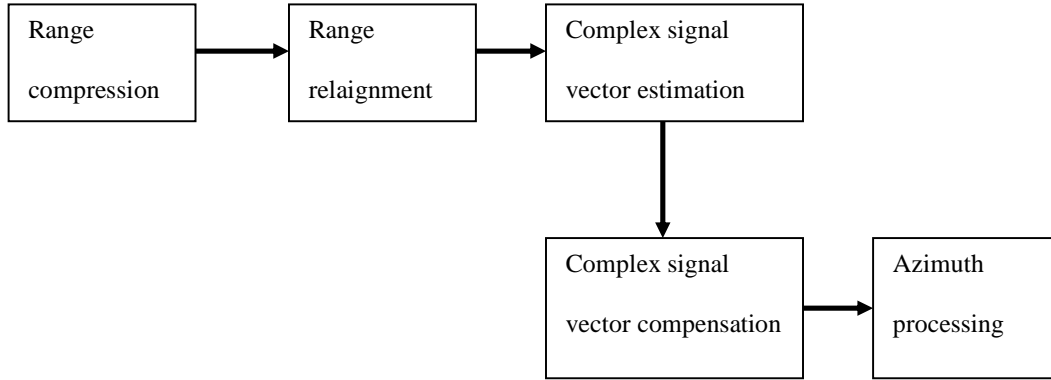 Range
compression
Range
relaignment
Complex signal
vector estimation
Complex signal
vector compensation
Azimuth
processing